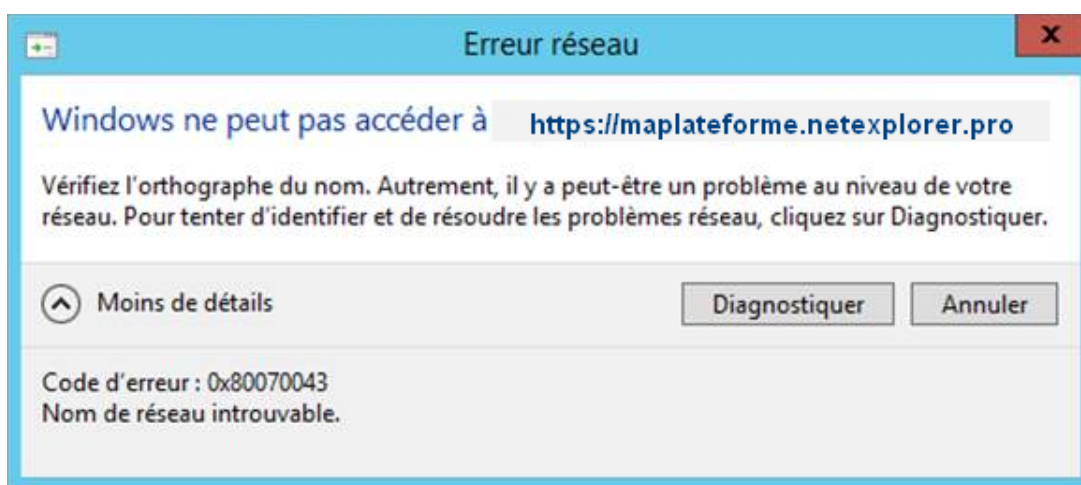 Erreur réseau
Windows ne peut pas accéder à https://maplateforme.netexplorer.pro
Vérifiez l'orthographe du nom. Autrement, il y a peut-être un problème au niveau de votre
réseau. Pour tenter d'identifier et de résoudre les problèmes réseau, cliquez sur Diagnostiquer.
Moins de détails
Diagnostiquer
Annuler
Code d'erreur : 0x80070043
Nom de réseau introuvable.